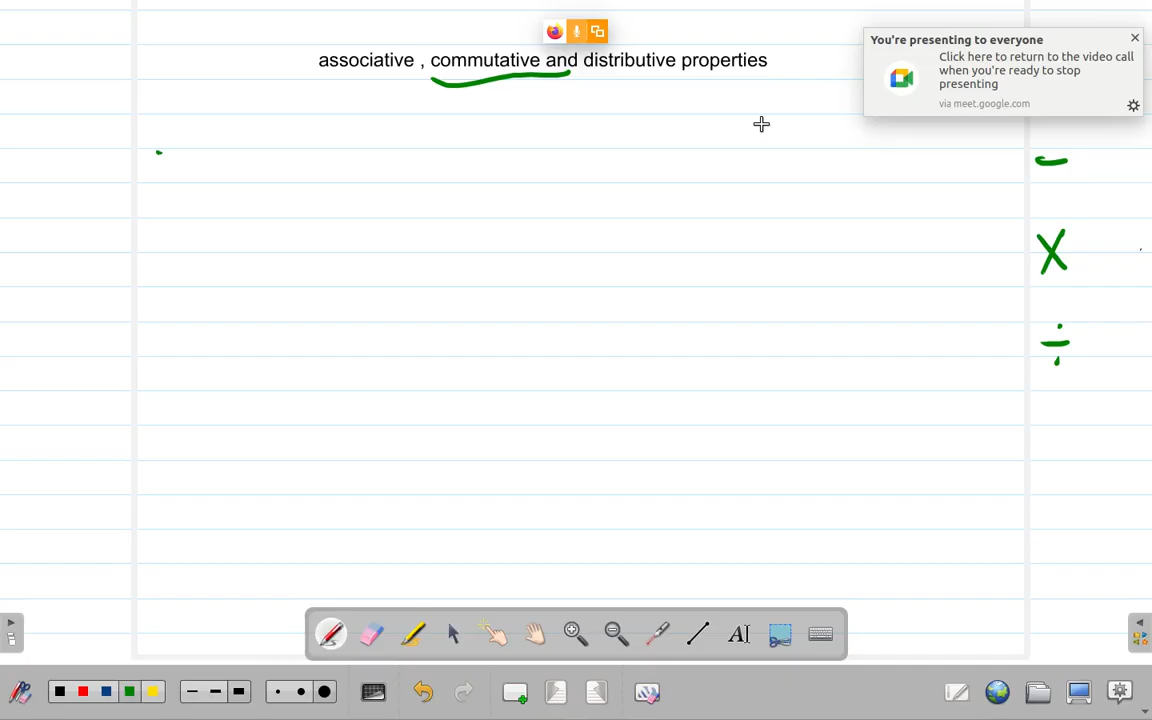 associative , commutative and distributive properties
You're presenting to everyone
Click here to return to the video call
when you're ready to stop
presenting
via meet.google.com
-
X
÷
AI